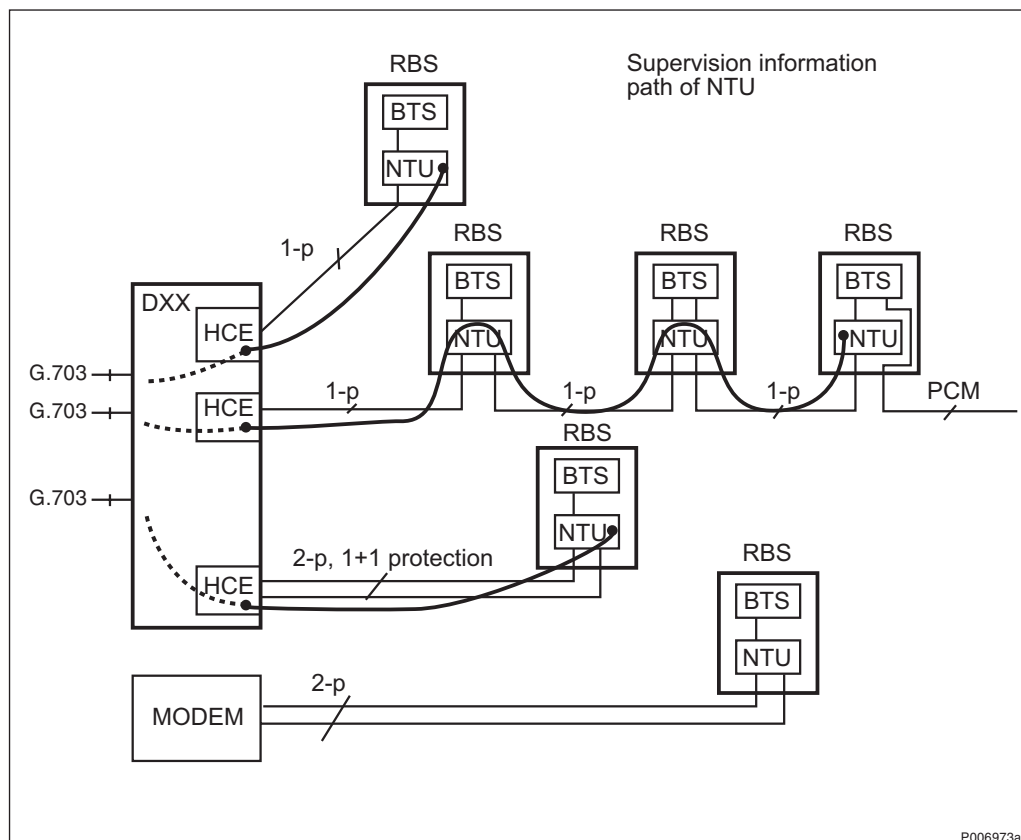 Supervision information
path of NTU
RBS
BTS
NTU
1-p
RBS
BTS
NTU
RBS
BTS
NTU
RBS
BTS
NTU
DXX
HCE
G.703
G.703
HCE
1-p
1-p
1-p
PCM
G.703
RBS
BTS
NTU
2-p, 1+1 protection
HCE
RBS
BTS
NTU
2-p
MODEM
P006973a